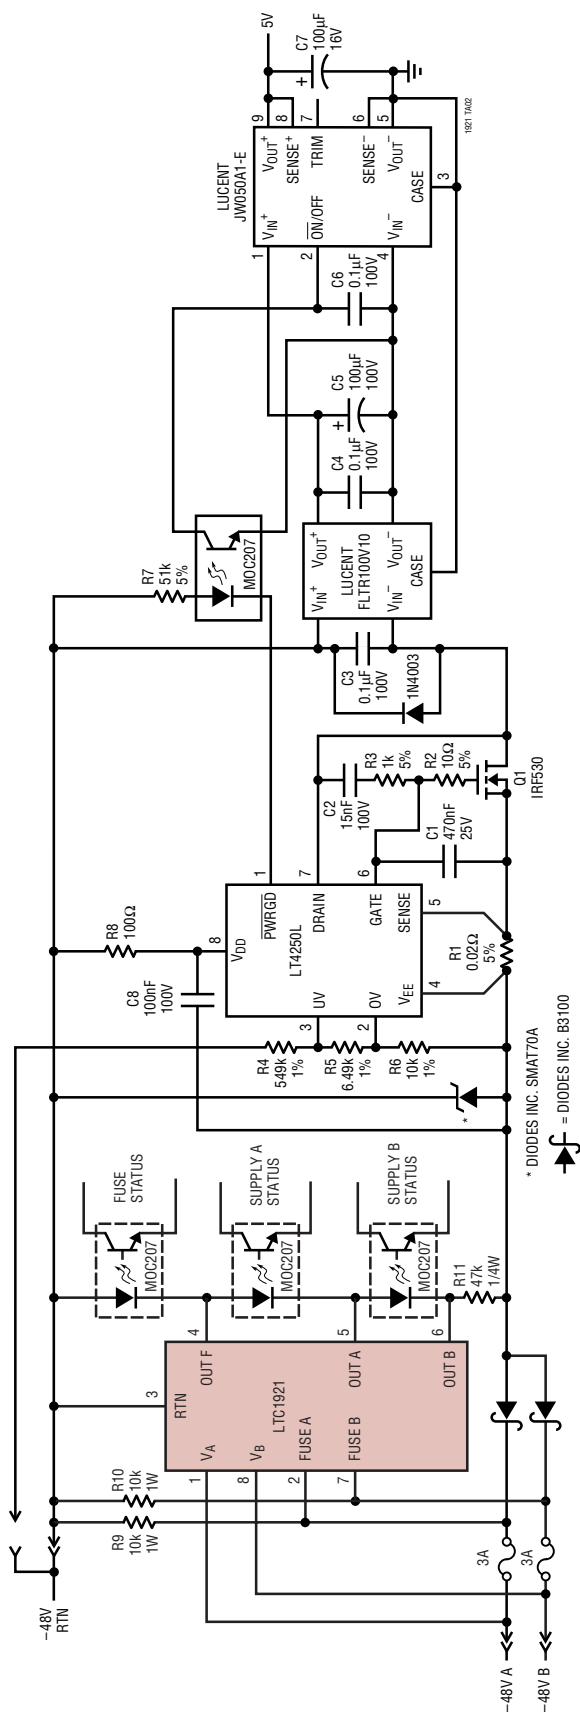 –48V
RTN
R9
10k
1W
R10
10k
1W
3
RTN
1
VA
8
VB
2
FUSE A
7
FUSE B
LTC1921
4
OUT F
5
OUT A
6
OUT B
–48V A
–48V B
3A
3A
FUSE
STATUS
MOC207
SUPPLY A
STATUS
MOC207
SUPPLY B
STATUS
MOC207
R11
47k
1/4W
*
* DIODES INC. SMAT70A
= DIODES INC. B3100
R4
549k
1%
R5
6.49k
1%
R6
10k
1%
C8
100nF
100V
R8
100Ω
8
VDD
3
UV
2
OV
LT4250L
1
PWRGD
7
DRAIN
6
GATE
SENSE
5
VEE
4
R1
0.02Ω
5%
C1
470nF
25V
C2
15nF
100V
R3
1k
5%
R2
10Ω
5%
Q1
IRF530
R7
51k
5%
MOC207
C3
0.1µF
100V
1N4003
VIN+
VOUT+
LUCENT
FLTR100V10
VIN–
VOUT–
CASE
C4
0.1µF
100V
+
C5
100µF
100V
C6
0.1µF
100V
LUCENT
JW050A1-E
1
VIN+
2
ON/OFF
4
VIN–
VOUT+
9
SENSE+
8
TRIM
7
SENSE–
6
VOUT–
5
CASE
3
5V
+
C7
100µF
16V
1921 TA02